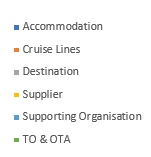 Accommodation
Cruise Lines
Destination
Supplier
Supporting Organisation
TO & OTA